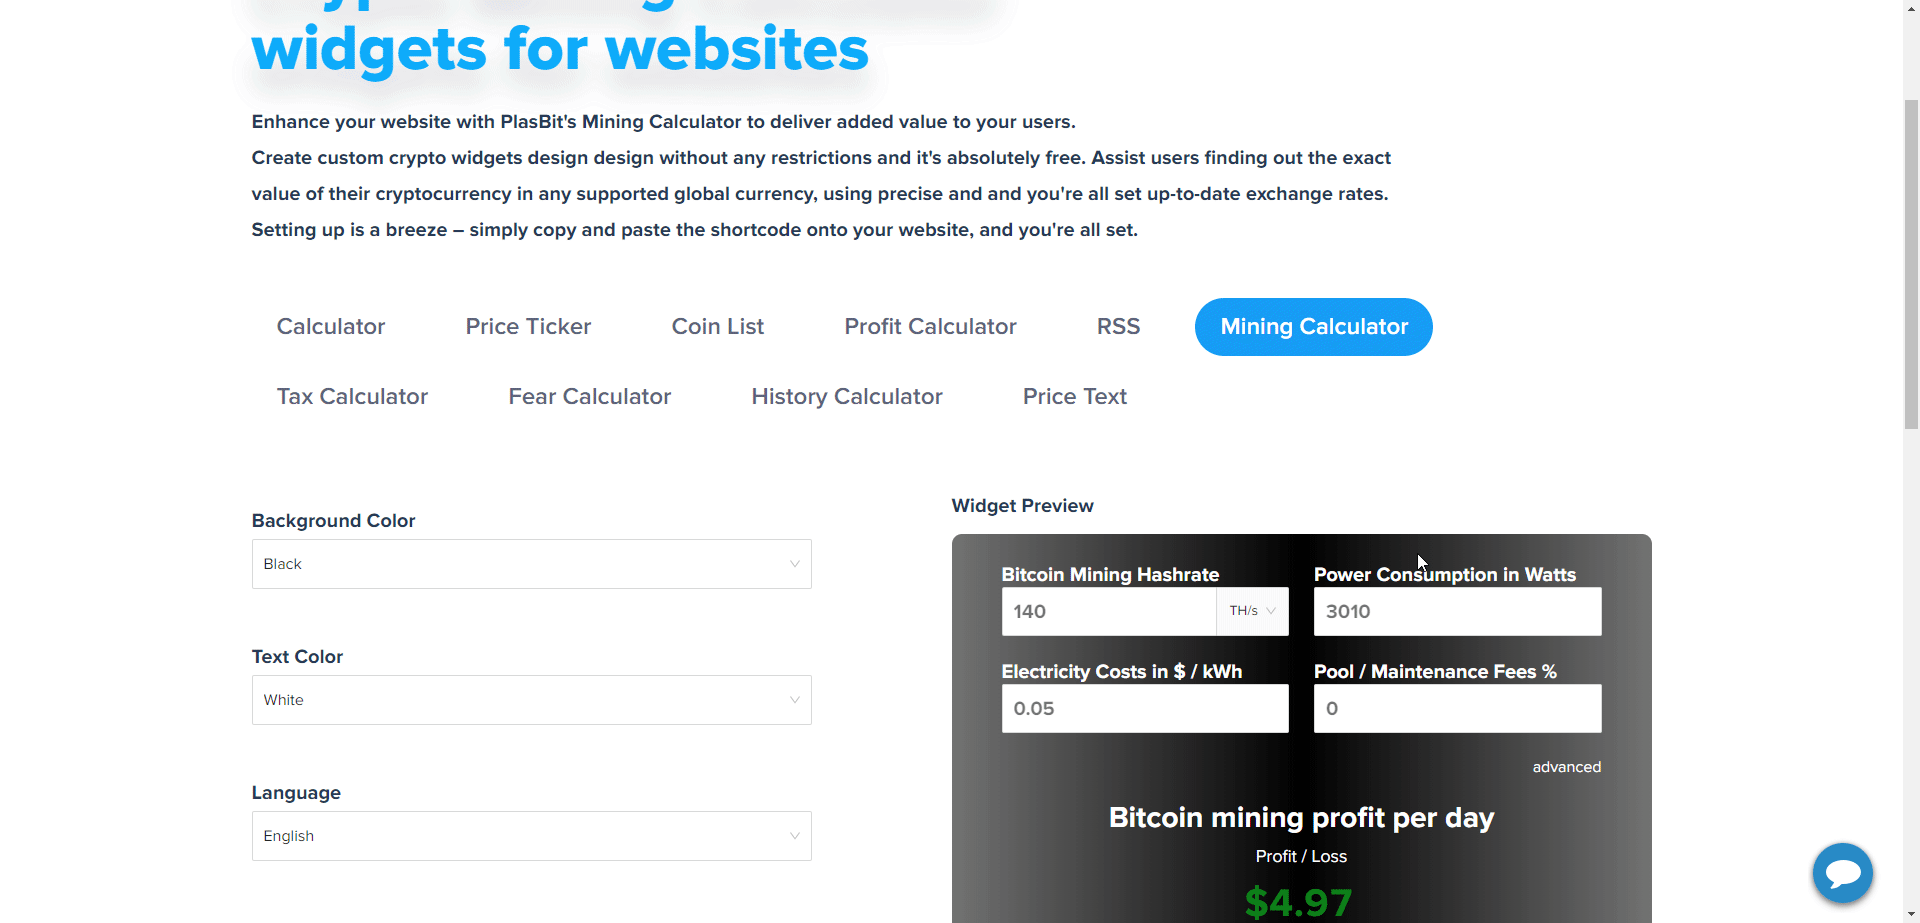 widgets for websites
Enhance your website with PlasBit's Mining Calculator to deliver added value to your users.
Create custom crypto widgets design design without any restrictions and it's absolutely free. Assist users finding out the exact
value of their cryptocurrency in any supported global currency, using precise and and you're all set up-to-date exchange rates.
Setting up is a breeze – simply copy and paste the shortcode onto your website, and you're all set.
Calculator Price Ticker Coin List Profit Calculator RSS Mining Calculator
Tax Calculator Fear Calculator History Calculator Price Text
Background Color
Black
Text Color
White
Language
English
Widget Preview
Bitcoin Mining Hashrate
140 TH/s
Power Consumption in Watts
3010
Electricity Costs in $ / kWh
0.05
Pool / Maintenance Fees %
0
advanced
Bitcoin mining profit per day
Profit / Loss
$4.97